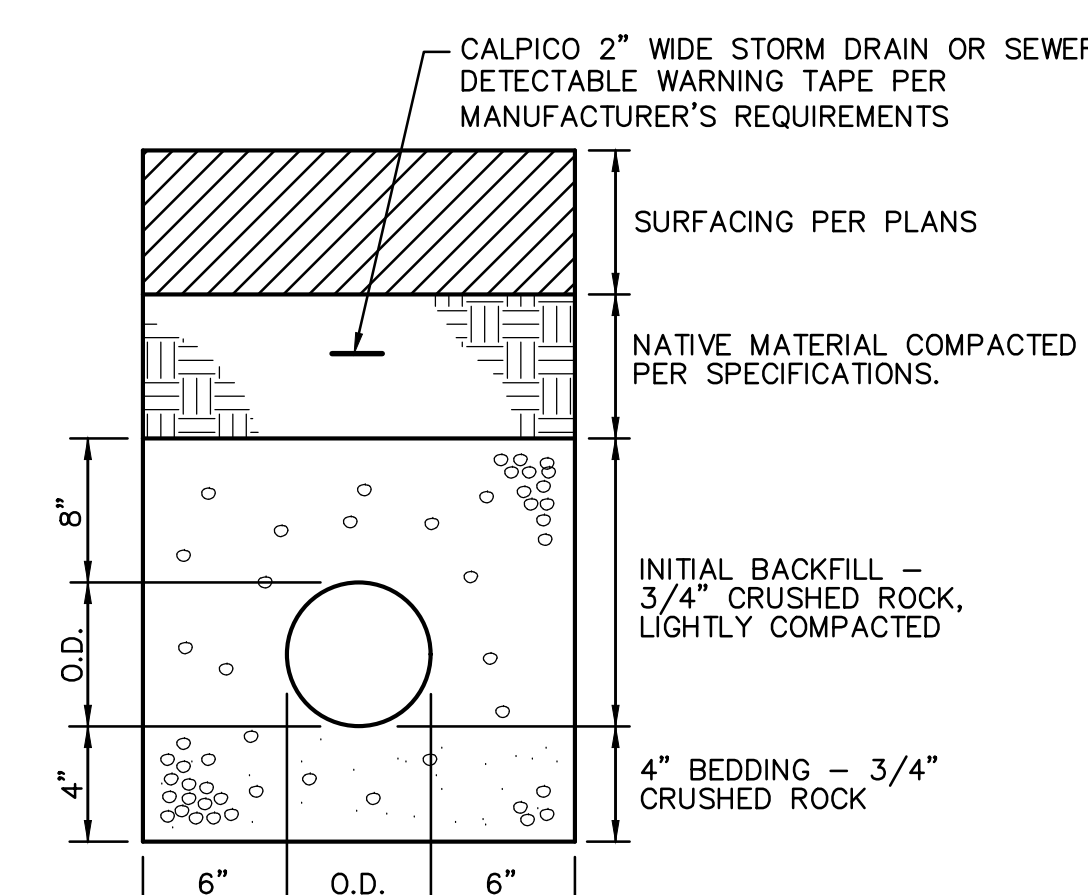 CALPICO 2” WIDE STORM DRAIN OR SEWER
DETECTABLE WARNING TAPE PER
MANUFACTURER’S REQUIREMENTS
SURFACING PER PLANS
NATIVE MATERIAL COMPACTED
PER SPECIFICATIONS.
8”
INITIAL BACKFILL –
3/4” CRUSHED ROCK,
LIGHTLY COMPACTED
O.D.
4”
4” BEDDING – 3/4”
CRUSHED ROCK
6” O.D. 6”